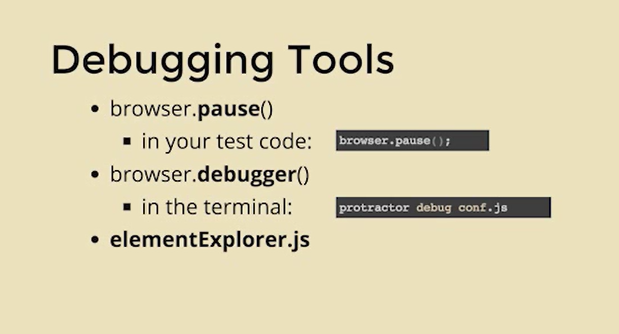 Debugging Tools
• browser.pause()
▪ in your test code: browser.pause();
• browser.debugger()
▪ in the terminal: protractor debug conf.js
• elementExplorer.js